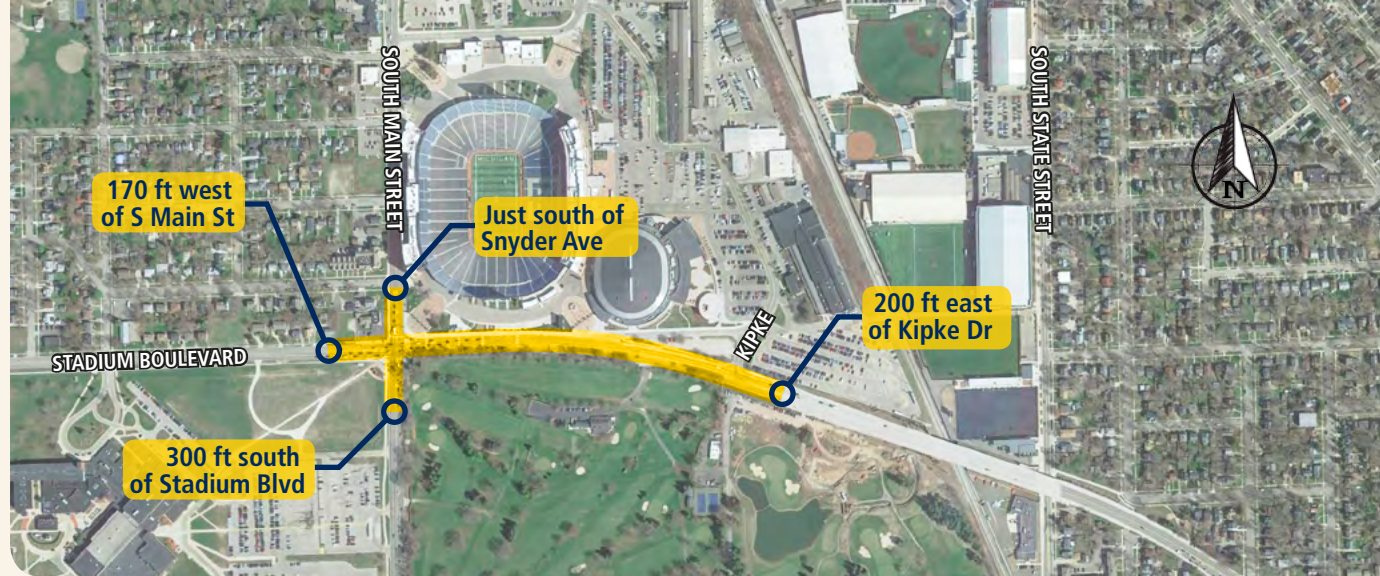 SOUTH MAIN STREET
SOUTH STATE STREET
170 ft west
of S Main St
Just south of
Snyder Ave
N
200 ft east
of Kipke Dr
KIPKE
STADIUM BOULEVARD
300 ft south
of Stadium Blvd